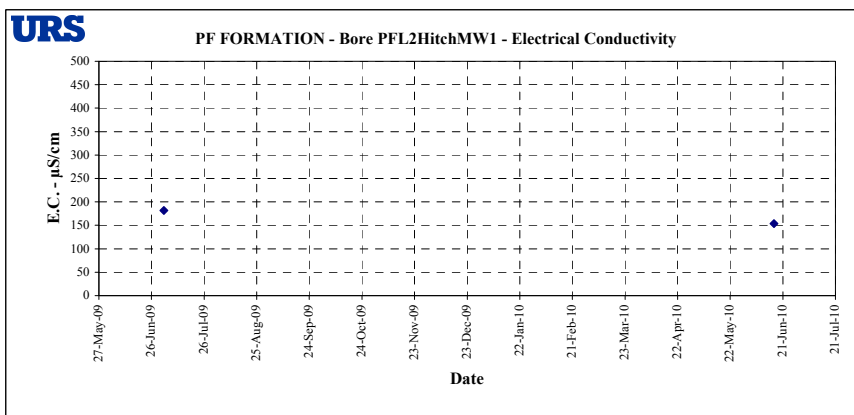 URS
PF FORMATION - Bore PFL2HitchMW1 - Electrical Conductivity
E.C. - µS/cm
500
450
400
350
300
250
200
150
100
50
0
27-May-09
26-Jun-09
26-Jul-09
25-Aug-09
24-Sep-09
24-Oct-09
23-Nov-09
23-Dec-09
22-Jan-10
21-Feb-10
23-Mar-10
22-Apr-10
22-May-10
21-Jun-10
21-Jul-10
Date